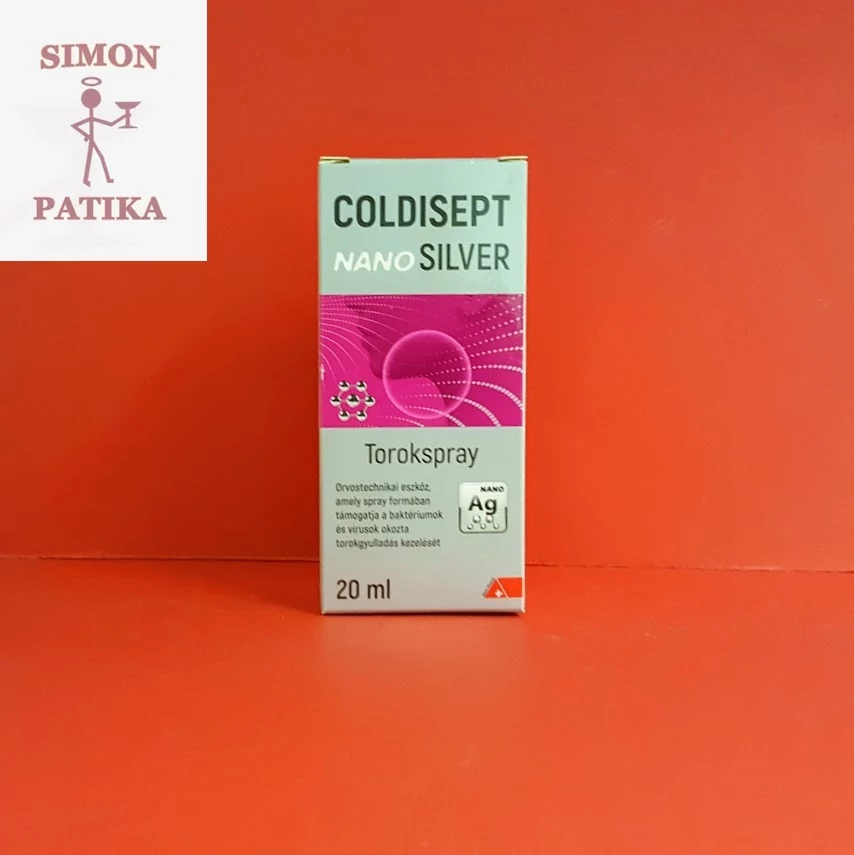 SIMON
PATIKA
COLDISEPT
NANO SILVER
Torokspray
Orvostechnikai eszköz,
amely spray formában
támogatja a baktériumok
és vírusok okozta
torokgyulladás kezelését
NANO
Ag
20 ml